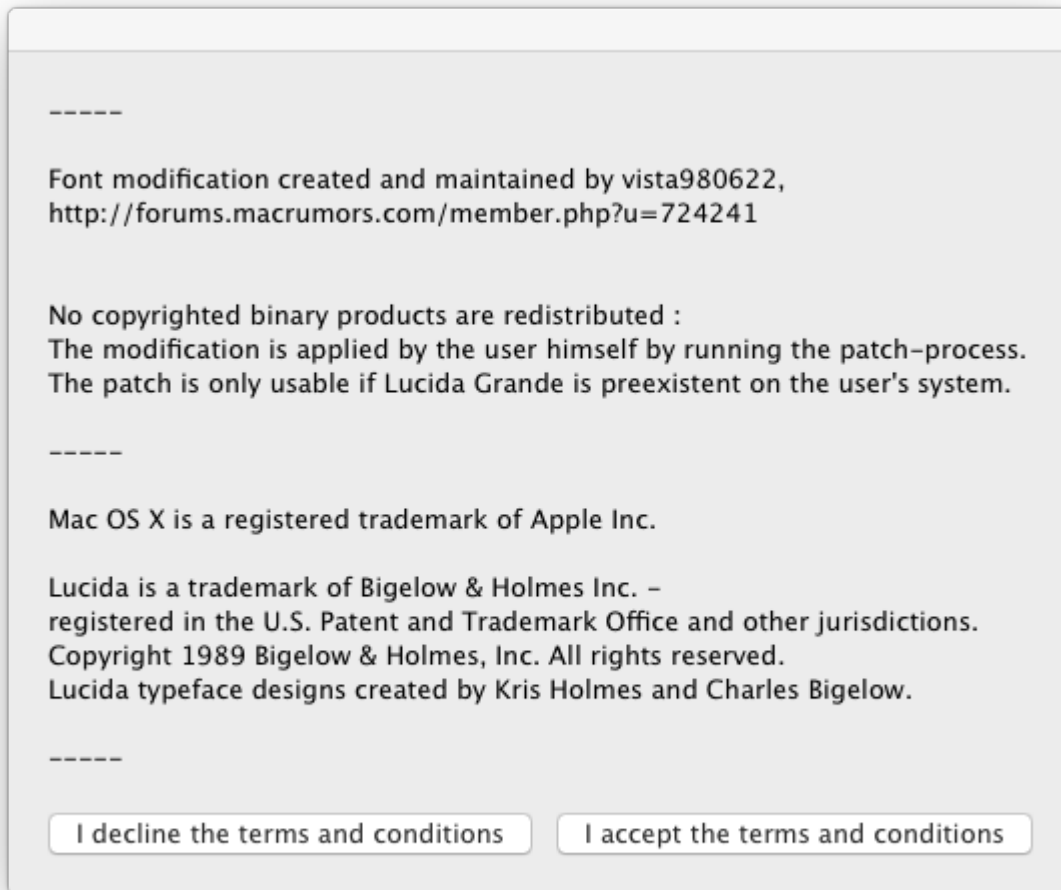 -----
Font modification created and maintained by vista980622,
http://forums.macrumors.com/member.php?u=724241
No copyrighted binary products are redistributed :
The modification is applied by the user himself by running the patch-process.
The patch is only usable if Lucida Grande is preexistent on the user's system.
-----
Mac OS X is a registered trademark of Apple Inc.
Lucida is a trademark of Bigelow & Holmes Inc. –
registered in the U.S. Patent and Trademark Office and other jurisdictions.
Copyright 1989 Bigelow & Holmes, Inc. All rights reserved.
Lucida typeface designs created by Kris Holmes and Charles Bigelow.
-----
I decline the terms and conditions
I accept the terms and conditions